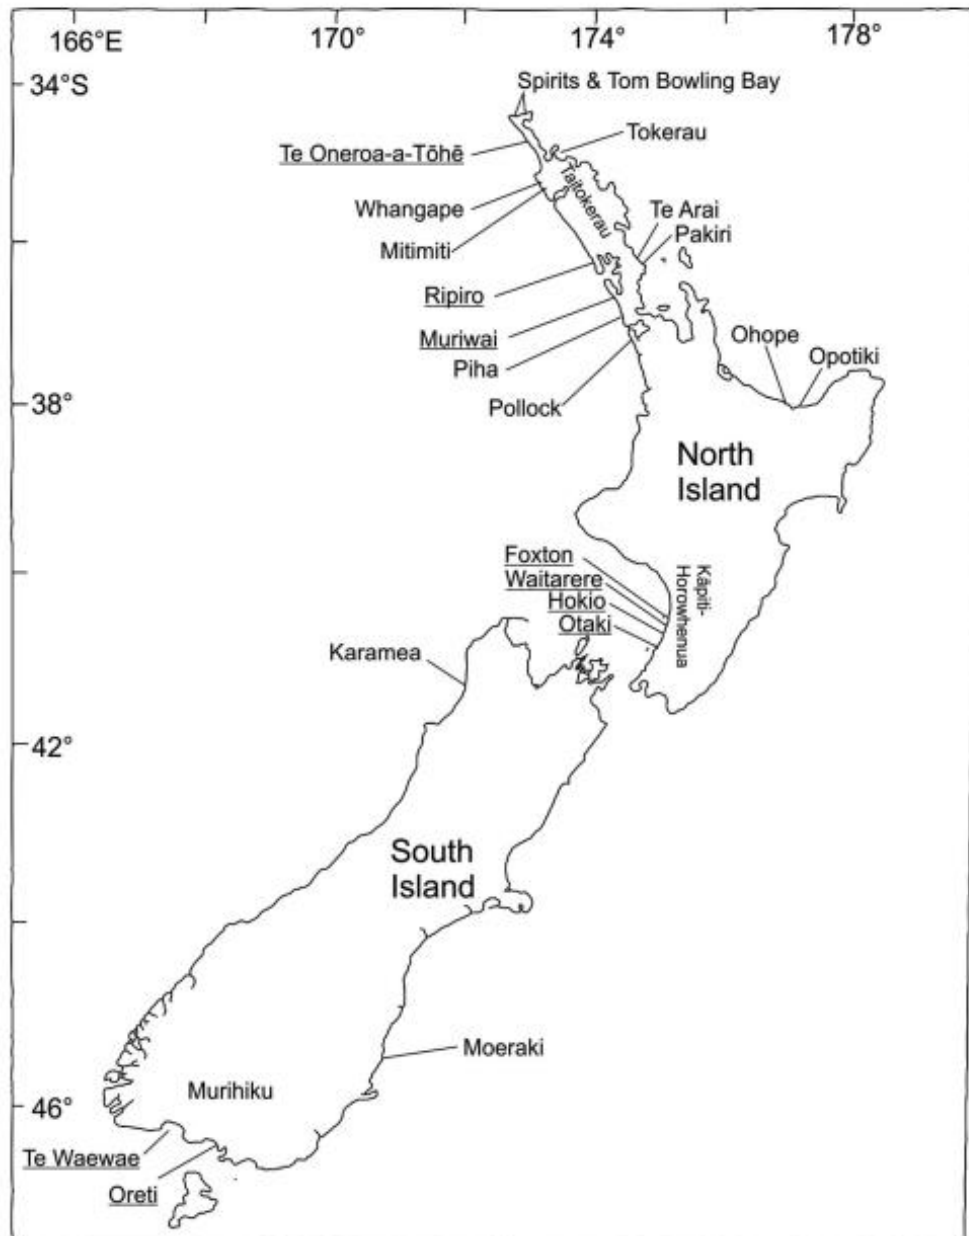 166°E
170°
174°
178°
34°S
Spirits & Tom Bowling Bay
Tokerau
Te Oneroa-a-Tōhē
Taitokerau
Whangape
Te Arai
Pakiri
Mitimiti
Ripiro
Muriwai
Ohope
Piha
Opotiki
Pollock
38°
North
Island
Foxton
Waitarere
Hokio
Otaki
Kāpiti-
Horowhenua
Karamea
42°
South
Island
Moeraki
Murihiku
46°
Te Waewae
Oreti